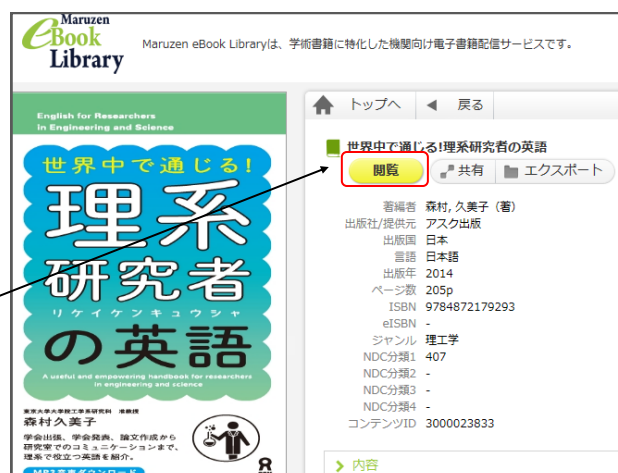 Maruzen
eBook
Library
Maruzen eBook Libraryは、学術書籍に特化した機関向け電子書籍配信サービスです。
English for Researchers
in Engineering and Science
世界中で通じる!
理系
研究者
リケイケンキュウシャ
の英語
A useful and empowering handbook for researchers
in engineering and science
東京大学大学院工学系研究科 准教授
森村久美子
学会出張、学会発表、論文作成から
研究室でのコミュニケーションまで、
理系で役立つ英語を紹介。
MP3音声ダウンロード
トップへ 戻る
世界中で通じる!理系研究者の英語
閲覧 共有 エクスポート
著編者 森村, 久美子（著）
出版社/提供元 アスク出版
出版国 日本
言語 日本語
出版年 2014
ページ数 205p
ISBN 9784872179293
eISBN -
ジャンル 理工学
NDC分類1 407
NDC分類2 -
NDC分類3 -
NDC分類4 -
コンテンツID 3000023833
内容